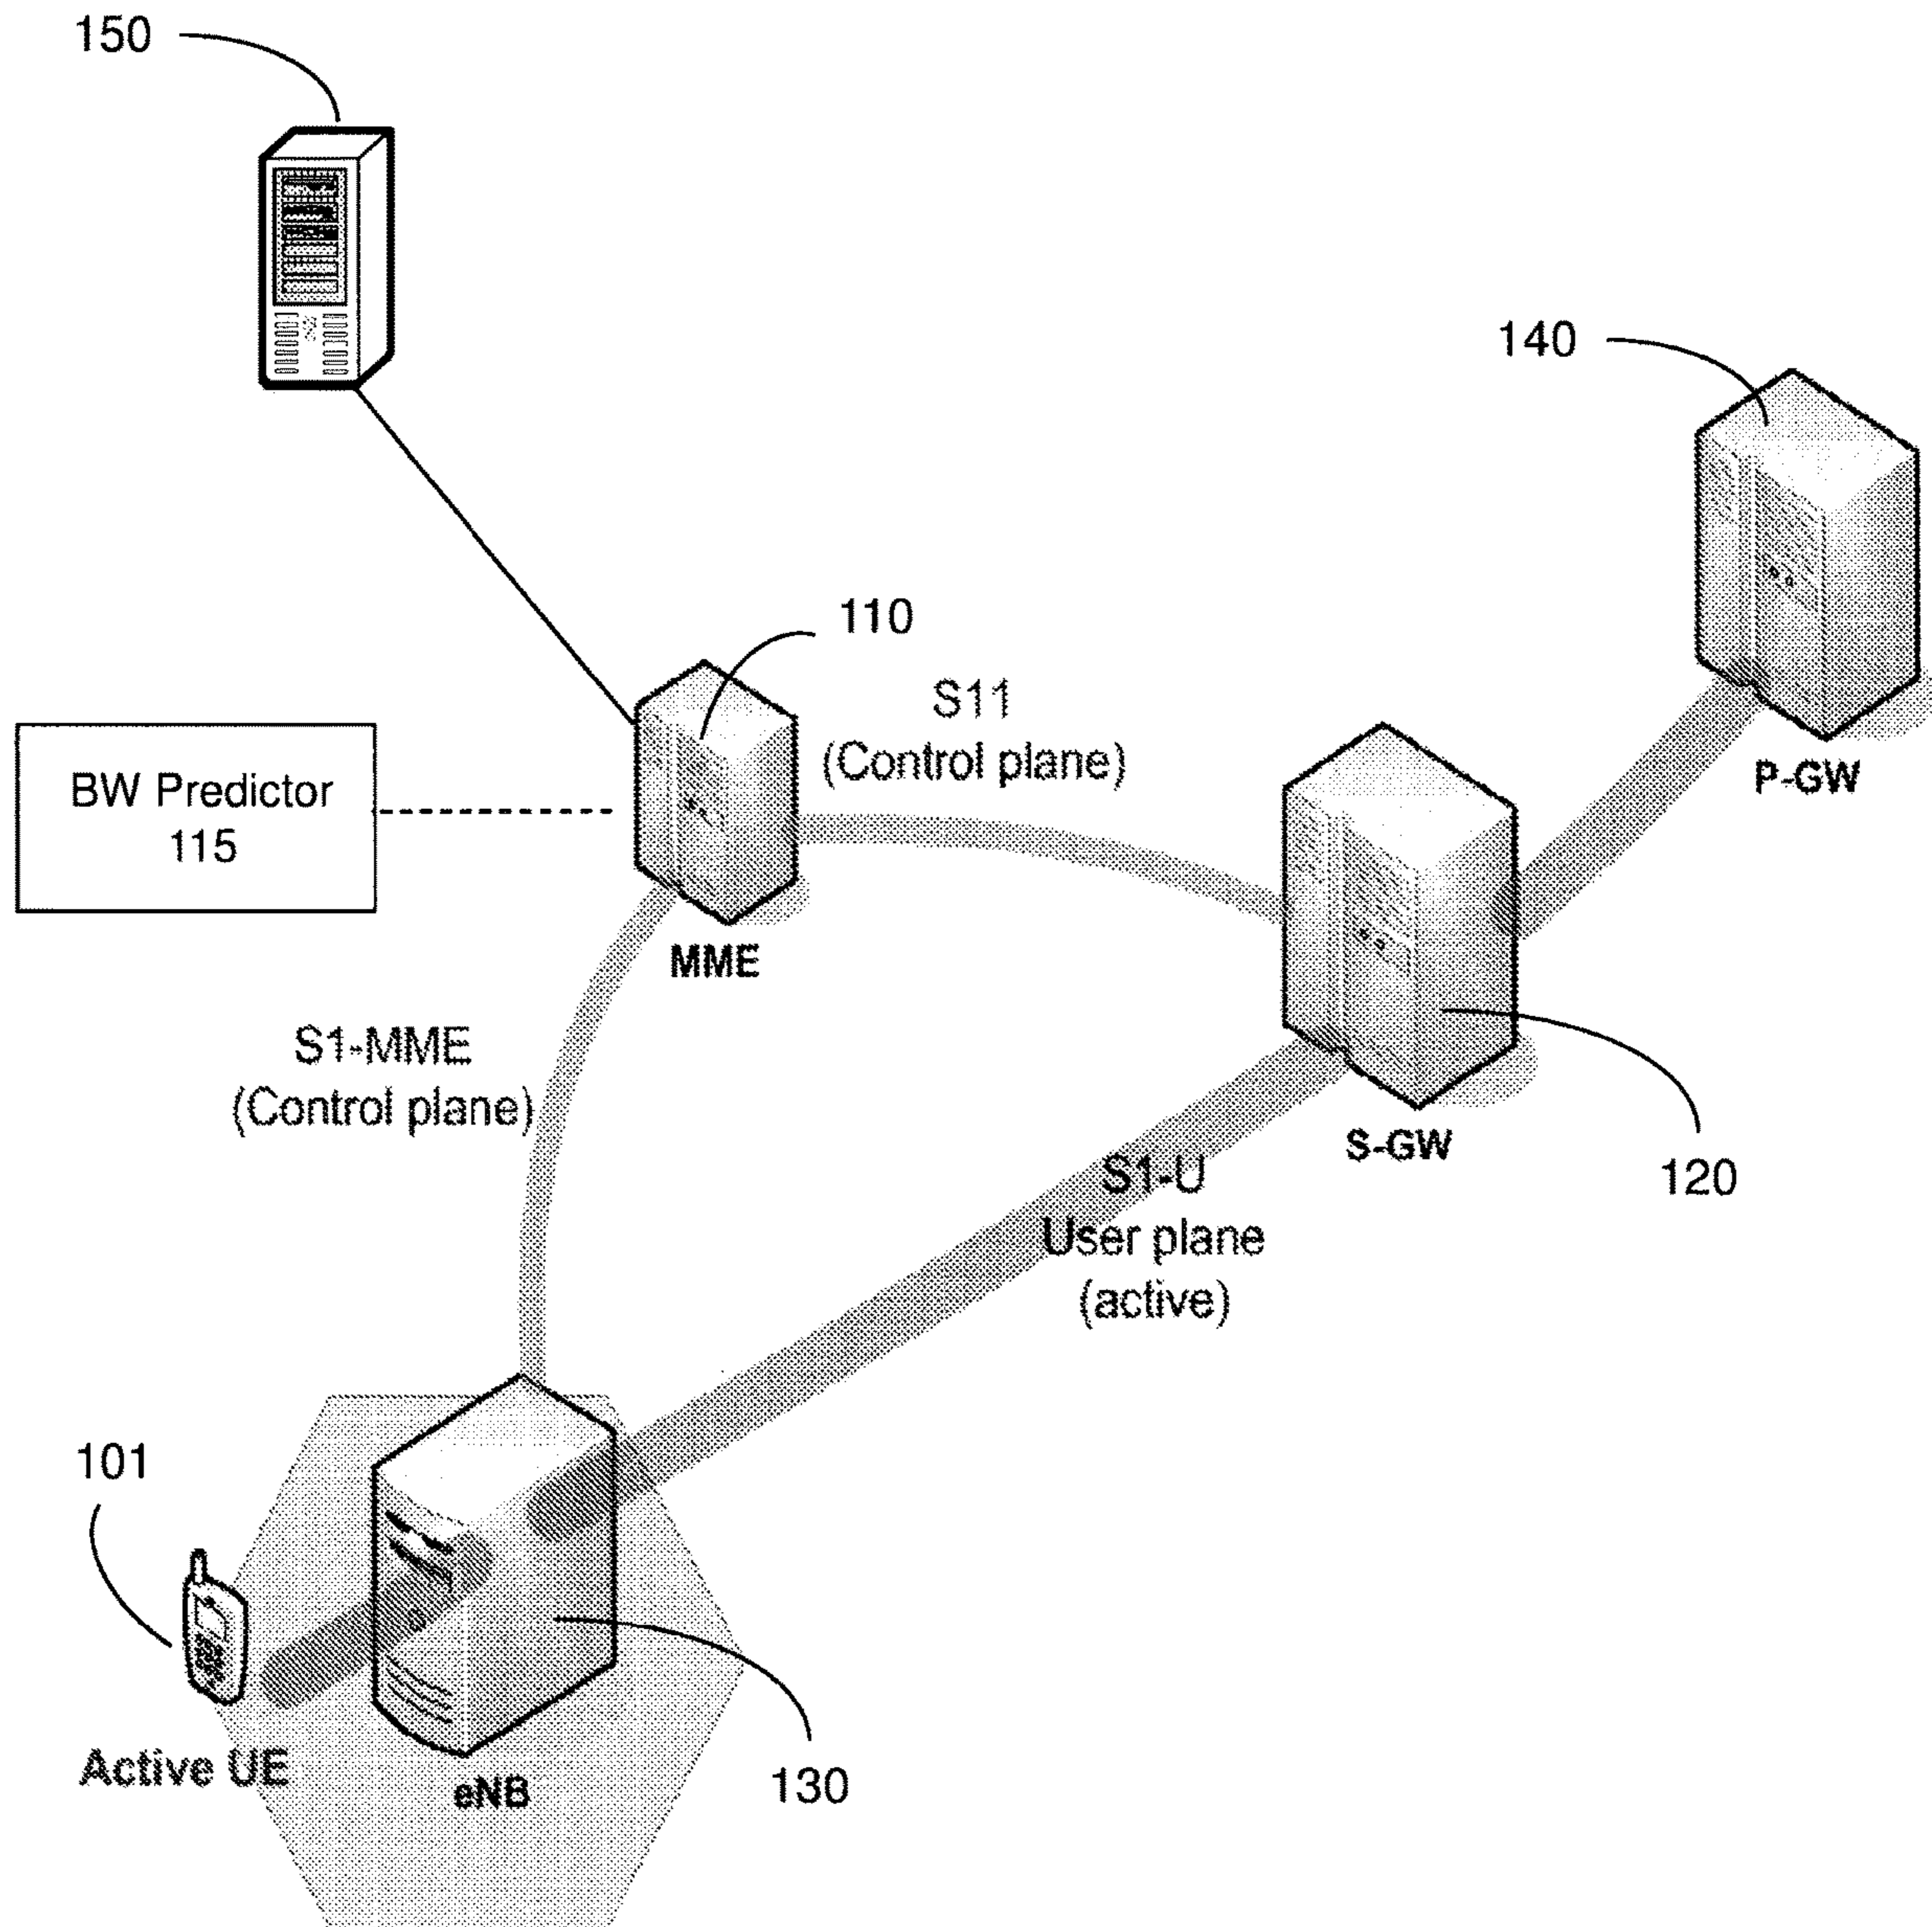 150
140
110
S11
(Control plane)
BW Predictor
115
P-GW
MME
S1-MME
(Control plane)
S-GW
120
S1-U
User plane
(active)
101
Active UE
eNB
130